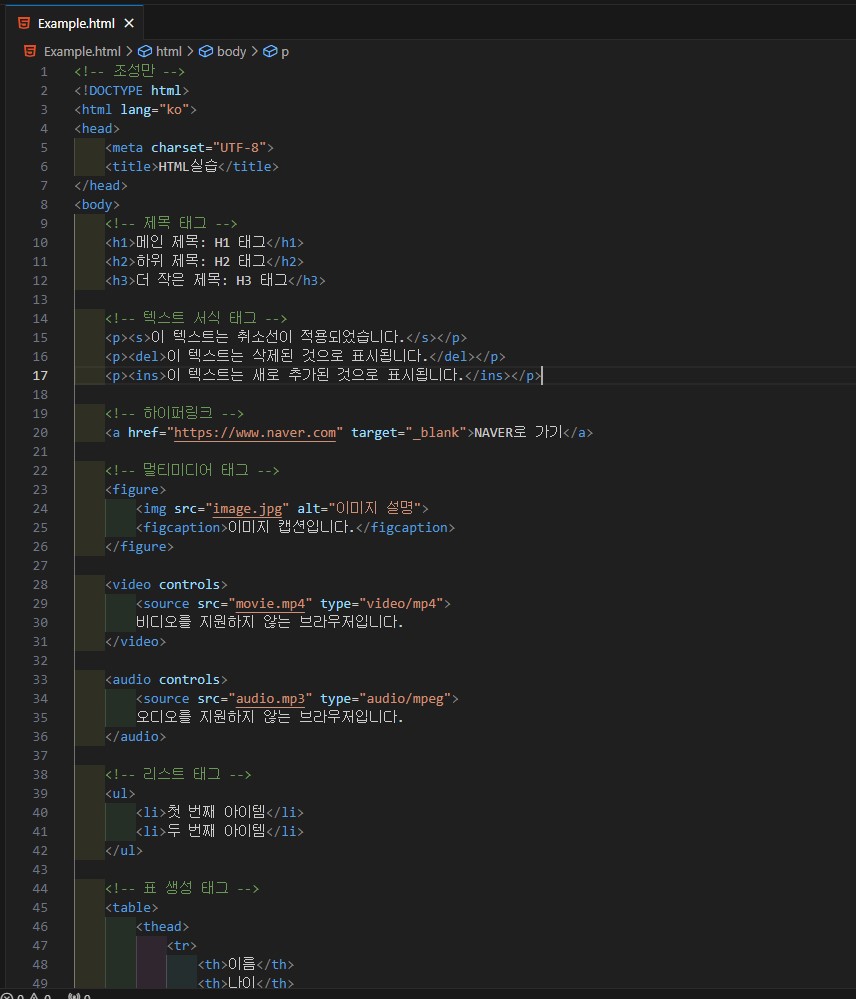 Example.html
Example.html > html > body > p
1 <!-- 조성만 -->
2 <!DOCTYPE html>
3 <html lang="ko">
4 <head>
5 <meta charset="UTF-8">
6 <title>HTML실습</title>
7 </head>
8 <body>
9 <!-- 제목 태그 -->
10 <h1>메인 제목: H1 태그</h1>
11 <h2>하위 제목: H2 태그</h2>
12 <h3>더 작은 제목: H3 태그</h3>
13
14 <!-- 텍스트 서식 태그 -->
15 <p><s>이 텍스트는 취소선이 적용되었습니다.</s></p>
16 <p><del>이 텍스트는 삭제된 것으로 표시됩니다.</del></p>
17 <p><ins>이 텍스트는 새로 추가된 것으로 표시됩니다.</ins></p>
18
19 <!-- 하이퍼링크 -->
20 <a href="https://www.naver.com" target="_blank">NAVER로 가기</a>
21
22 <!-- 멀티미디어 태그 -->
23 <figure>
24 <img src="image.jpg" alt="이미지 설명">
25 <figcaption>이미지 캡션입니다.</figcaption>
26 </figure>
27
28 <video controls>
29 <source src="movie.mp4" type="video/mp4">
30 비디오를 지원하지 않는 브라우저입니다.
31 </video>
32
33 <audio controls>
34 <source src="audio.mp3" type="audio/mpeg">
35 오디오를 지원하지 않는 브라우저입니다.
36 </audio>
37
38 <!-- 리스트 태그 -->
39 <ul>
40 <li>첫 번째 아이템</li>
41 <li>두 번째 아이템</li>
42 </ul>
43
44 <!-- 표 생성 태그 -->
45 <table>
46 <thead>
47 <tr>
48 <th>이름</th>
49 <th>나이</th>